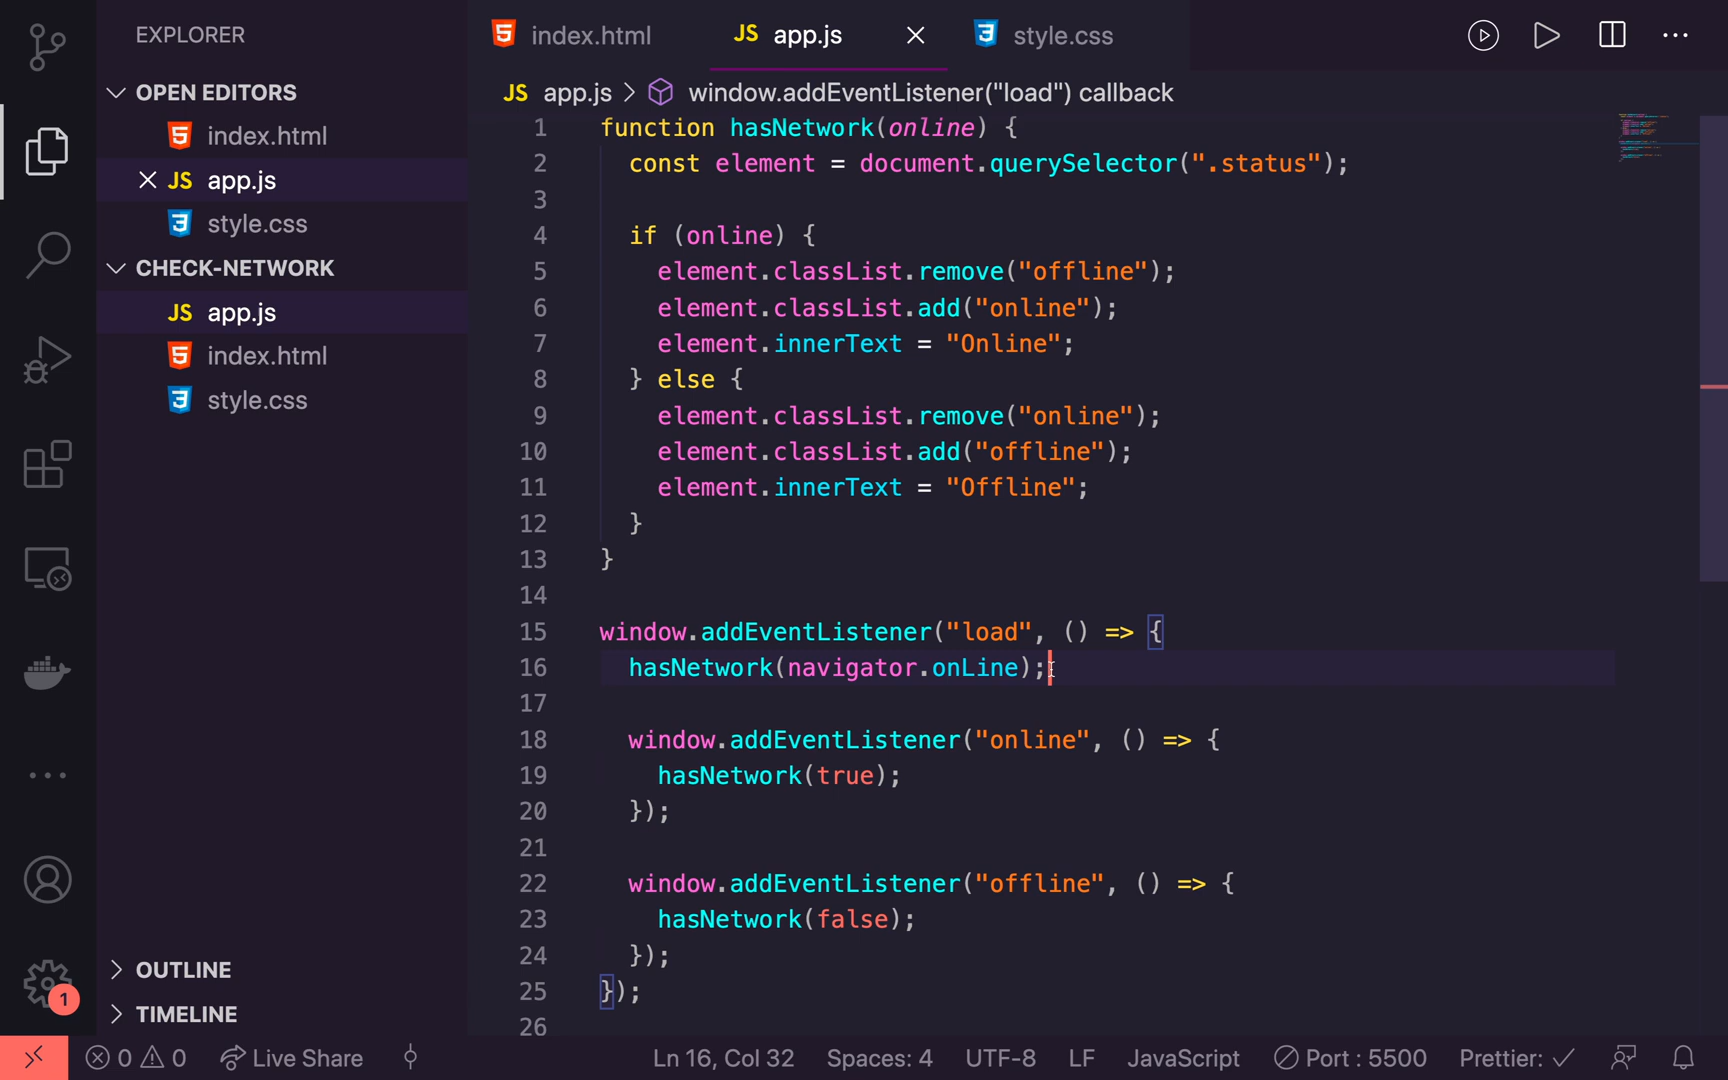 EXPLORER
OPEN EDITORS
index.html
JS app.js
style.css
CHECK-NETWORK
JS app.js
index.html
style.css
OUTLINE
TIMELINE
1
index.html
JS app.js
style.css
JS app.js > window.addEventListener("load") callback
1 function hasNetwork(online) {
2 const element = document.querySelector(".status");
3
4 if (online) {
5 element.classList.remove("offline");
6 element.classList.add("online");
7 element.innerText = "Online";
8 } else {
9 element.classList.remove("online");
10 element.classList.add("offline");
11 element.innerText = "Offline";
12 }
13 }
14
15 window.addEventListener("load", () => {
16 hasNetwork(navigator.onLine);
17
18 window.addEventListener("online", () => {
19 hasNetwork(true);
20 });
21
22 window.addEventListener("offline", () => {
23 hasNetwork(false);
24 });
25 });
26
0 0 Live Share Ln 16, Col 32 Spaces: 4 UTF-8 LF JavaScript Port : 5500 Prettier: ✓